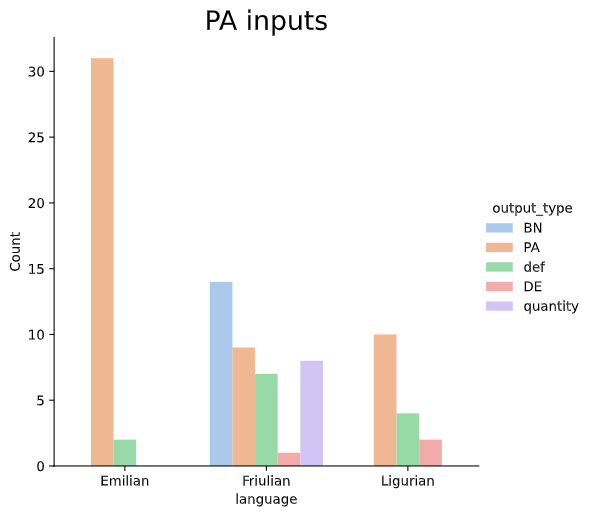 PA inputs
Count
30
25
20
15
10
5
0
Emilian
Friulian
Ligurian
language
output_type
BN
PA
def
DE
quantity